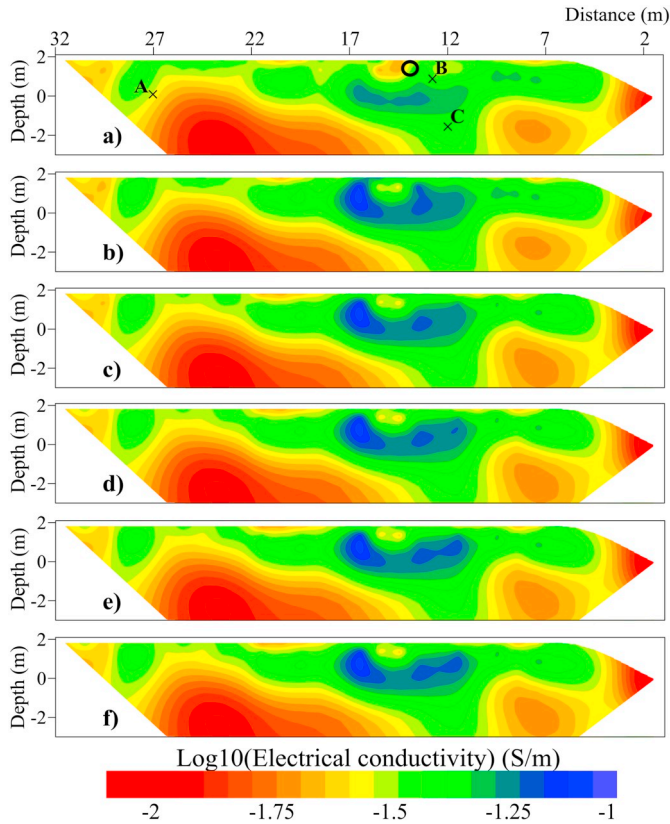 Distance (m)
32 27 22 17 12 7 2
Depth (m) 2 0 -2 A B C a)
Depth (m) 2 0 -2 b)
Depth (m) 2 0 -2 c)
Depth (m) 2 0 -2 d)
Depth (m) 2 0 -2 e)
Depth (m) 2 0 -2 f)
Log10(Electrical conductivity) (S/m)
-2 -1.75 -1.5 -1.25 -1